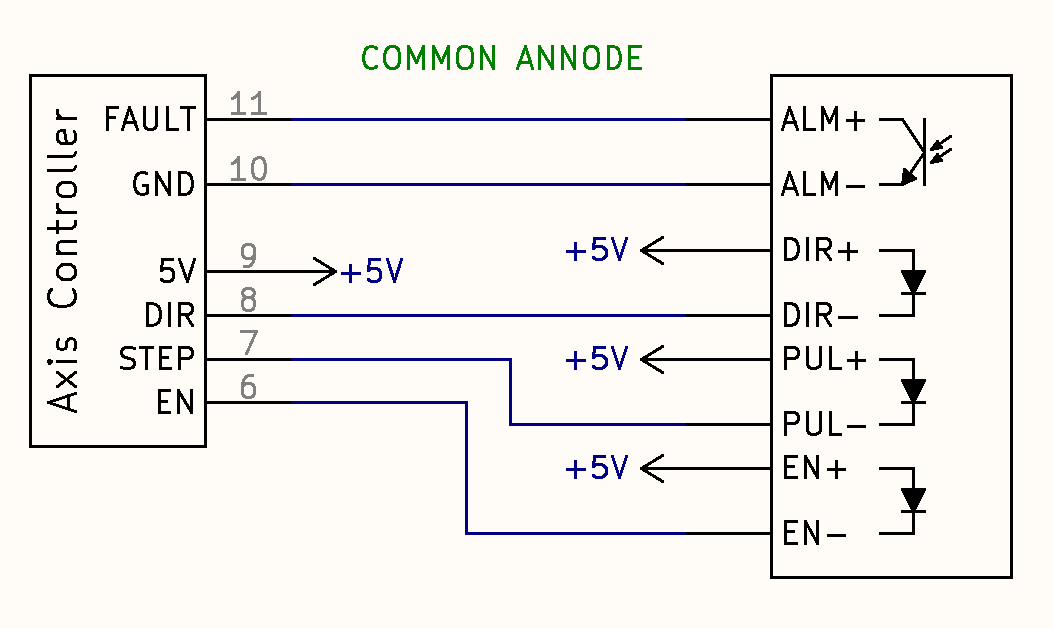 COMMON ANNODE
Axis Controller
FAULT 11 ALM+
GND 10 ALM-
+5V DIR+
5V 9 +5V
DIR 8 DIR-
STEP 7 +5V PUL+
EN 6 PUL-
+5V EN+
EN-